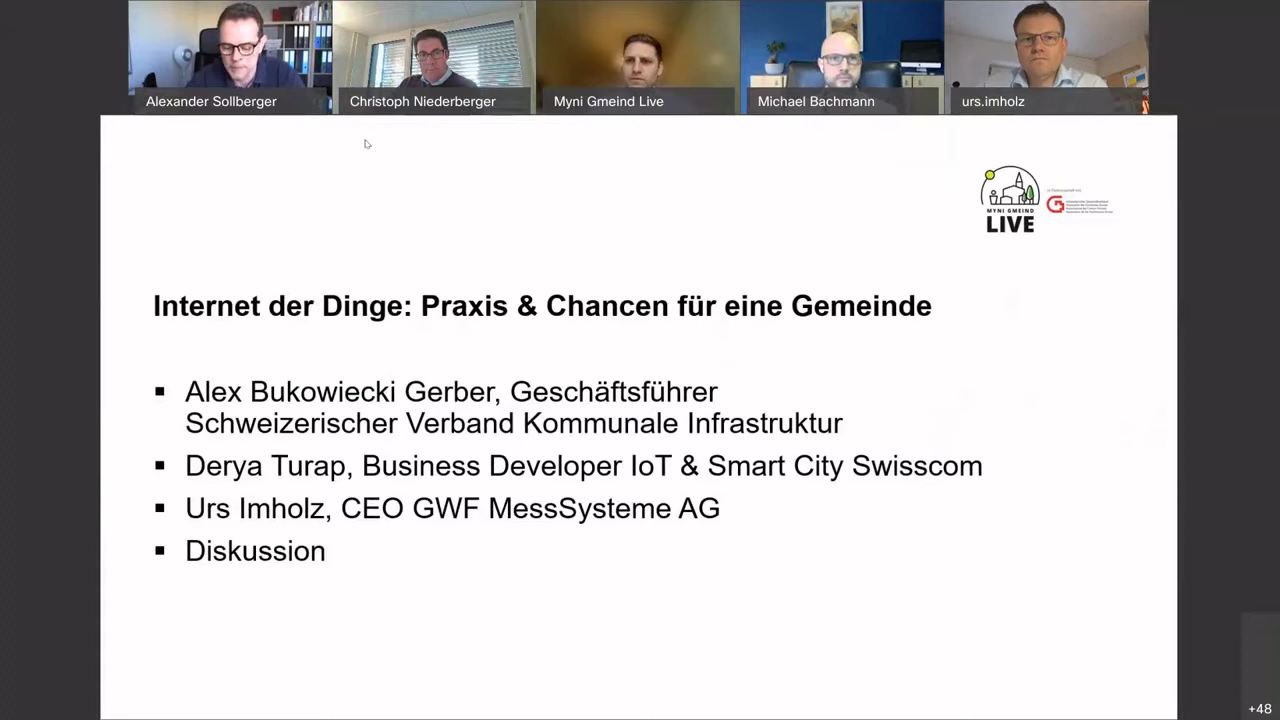 Alexander Sollberger
Christoph Niederberger
Myni Gmeind Live
Michael Bachmann
urs.imholz
MYNI GMEIND
LIVE
Internet der Dinge: Praxis & Chancen für eine Gemeinde
▪ Alex Bukowiecki Gerber, Geschäftsführer
Schweizerischer Verband Kommunale Infrastruktur
▪ Derya Turap, Business Developer IoT & Smart City Swisscom
▪ Urs Imholz, CEO GWF MessSysteme AG
▪ Diskussion
+48